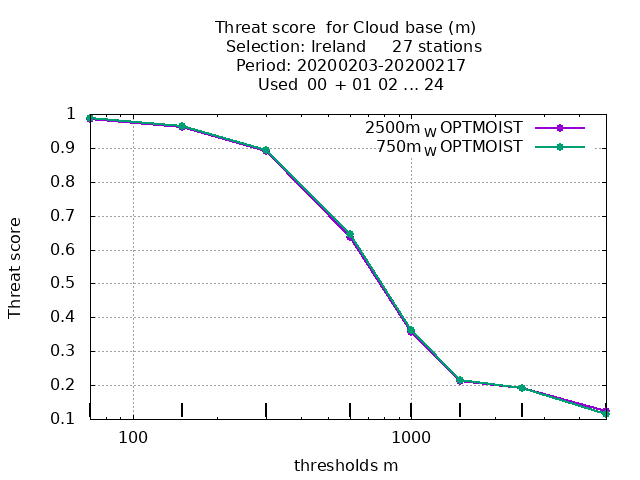 Threat score for Cloud base (m)
Selection: Ireland 27 stations
Period: 20200203-20200217
Used 00 + 01 02 ... 24
2500m W OPTMOIST
750m W OPTMOIST
1
0.9
0.8
0.7
0.6
0.5
0.4
0.3
0.2
0.1
Threat score
100 1000
thresholds m